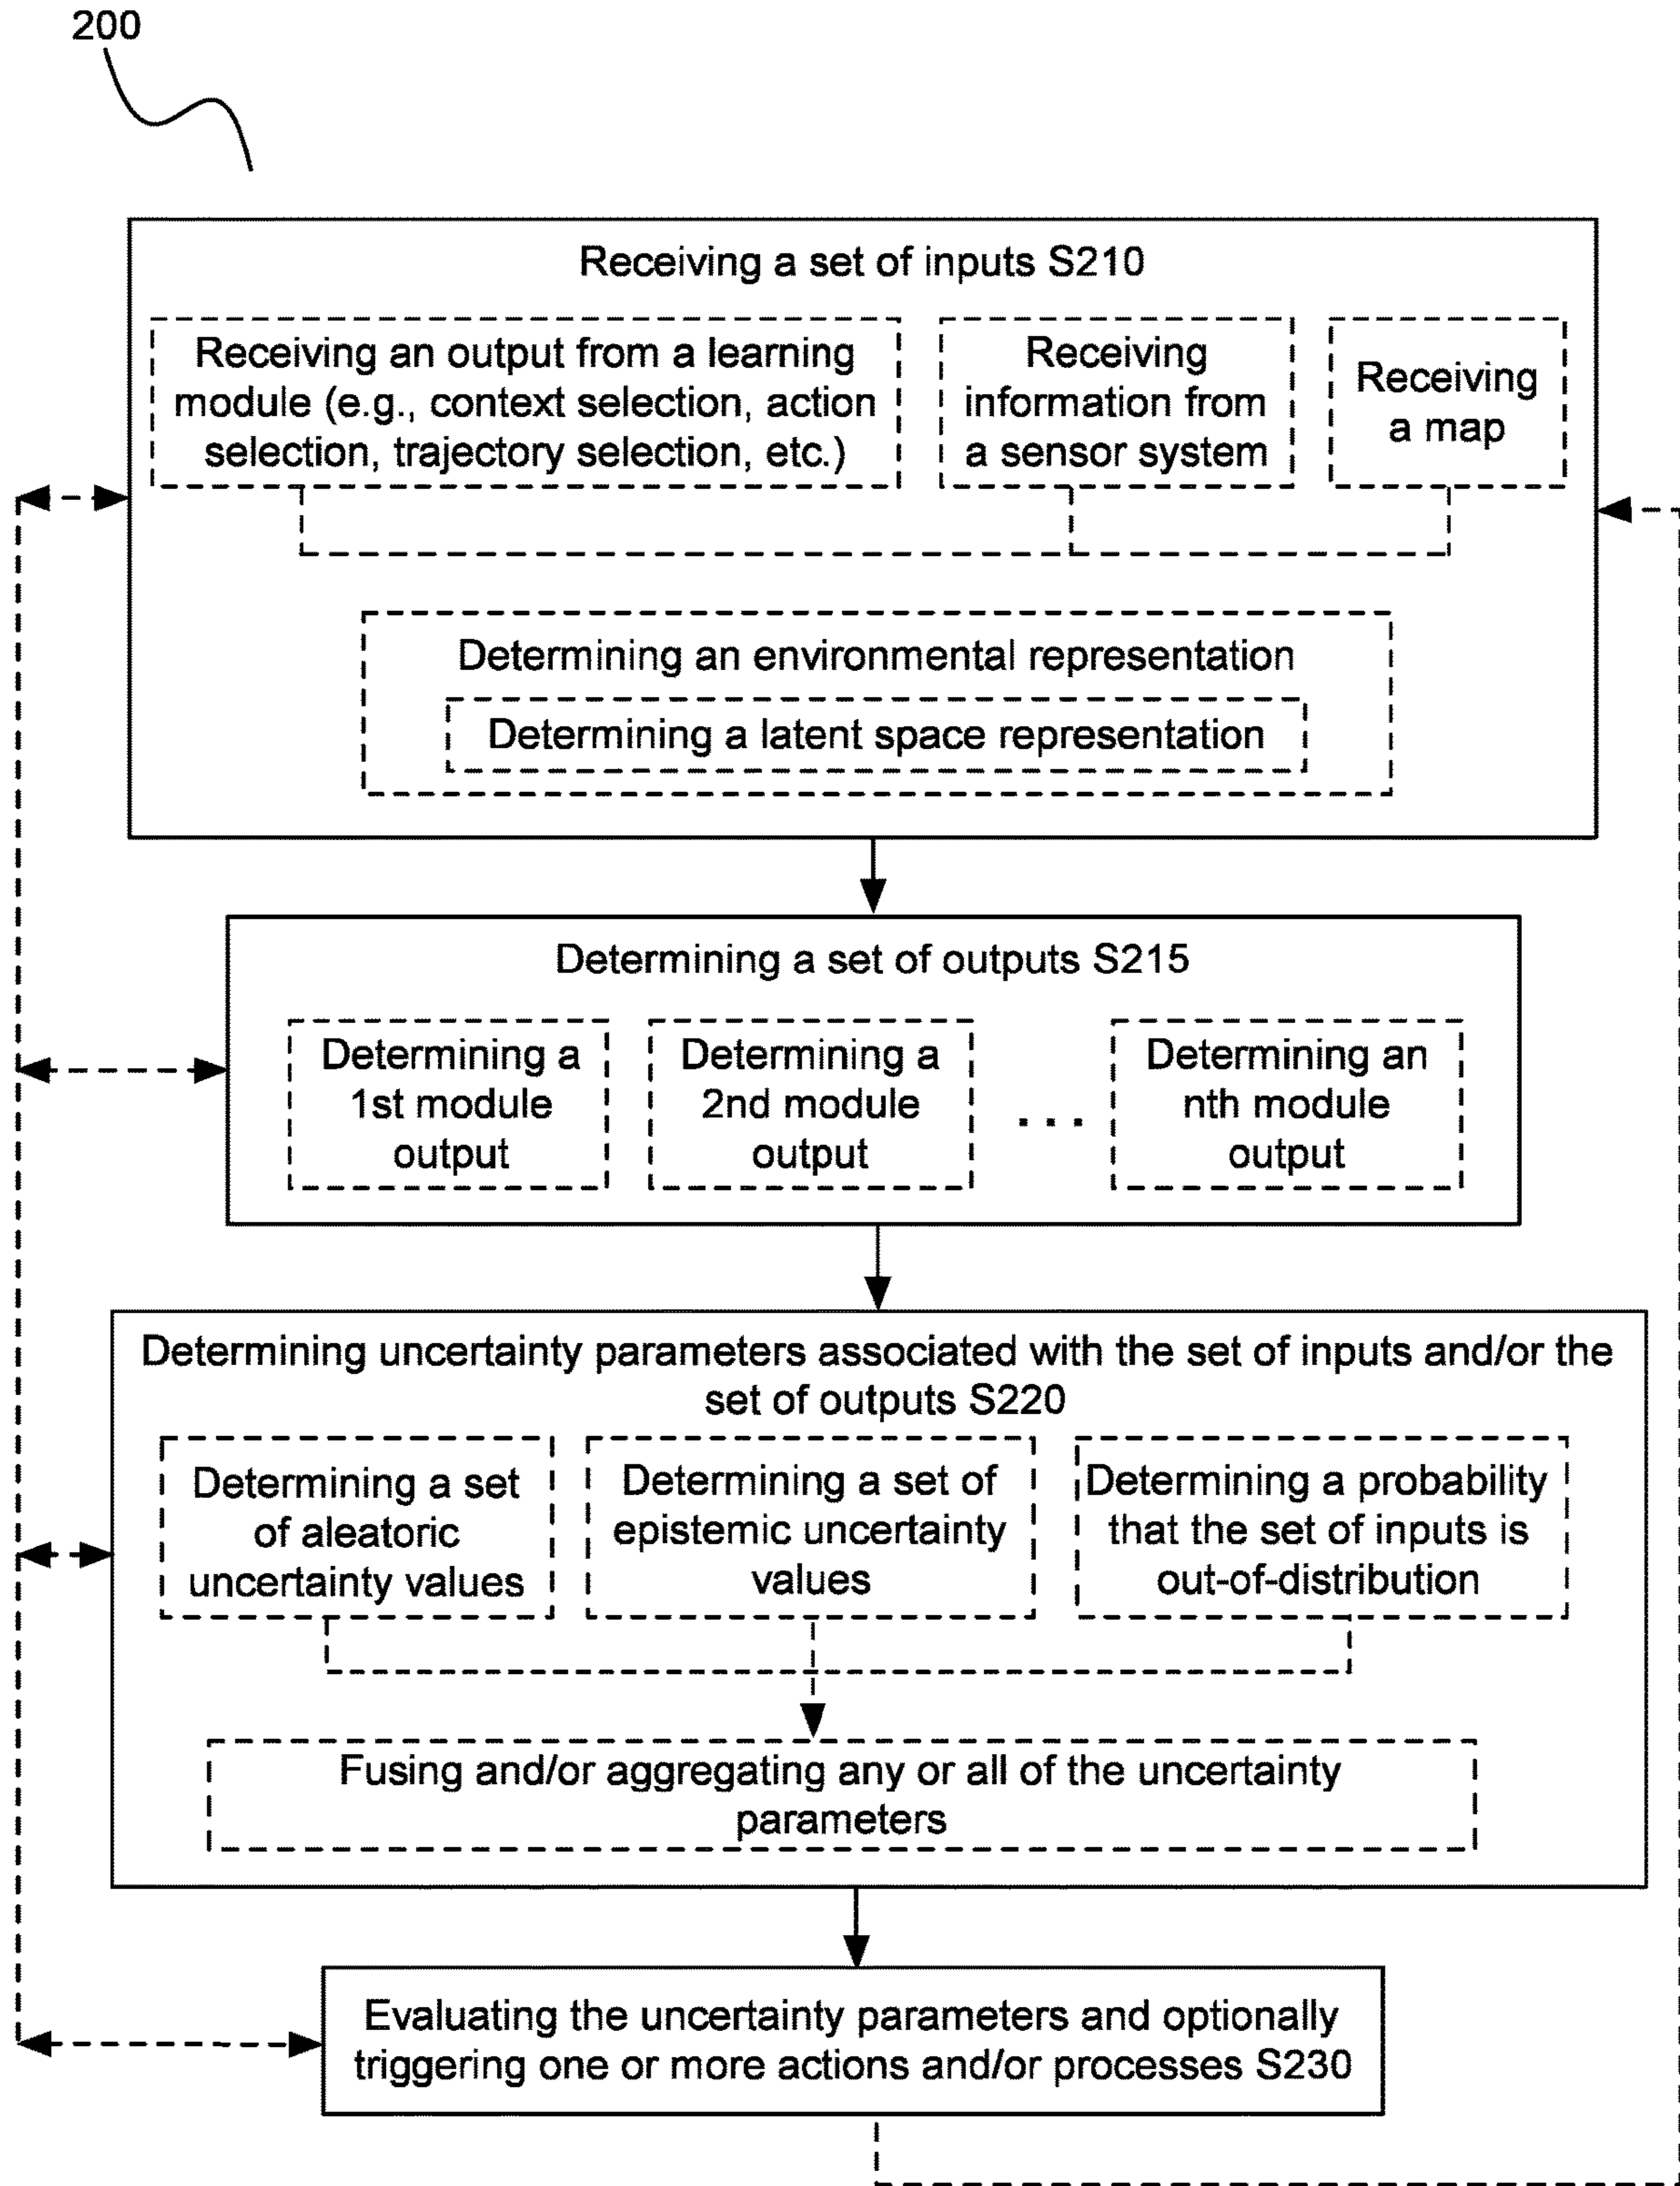 200
Receiving a set of inputs S210
Receiving an output from a learning
module (e.g., context selection, action
selection, trajectory selection, etc.)
Receiving
information from
a sensor system
Receiving
a map
Determining an environmental representation
Determining a latent space representation
Determining a set of outputs S215
Determining a
1st module
output
Determining a
2nd module
output
...
Determining an
nth module
output
Determining uncertainty parameters associated with the set of inputs and/or the
set of outputs S220
Determining a set
of aleatoric
uncertainty values
Determining a set of
epistemic uncertainty
values
Determining a probability
that the set of inputs is
out-of-distribution
Fusing and/or aggregating any or all of the uncertainty
parameters
Evaluating the uncertainty parameters and optionally
triggering one or more actions and/or processes S230